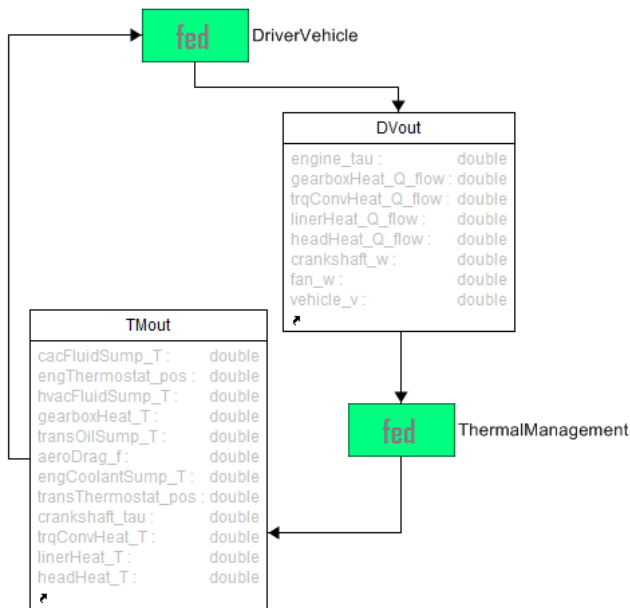 fed DriverVehicle
DVout
engine_tau : double
gearboxHeat_Q_flow : double
trqConvHeat_Q_flow : double
linerHeat_Q_flow : double
headHeat_Q_flow : double
crankshaft_w : double
fan_w : double
vehicle_v : double
TMout
cacFluidSump_T : double
engThermostat_pos : double
hvacFluidSump_T : double
gearboxHeat_T : double
transOilSump_T : double
aeroDrag_f : double
engCoolantSump_T : double
transThermostat_pos : double
crankshaft_tau : double
trqConvHeat_T : double
linerHeat_T : double
headHeat_T : double
fed ThermalManagement